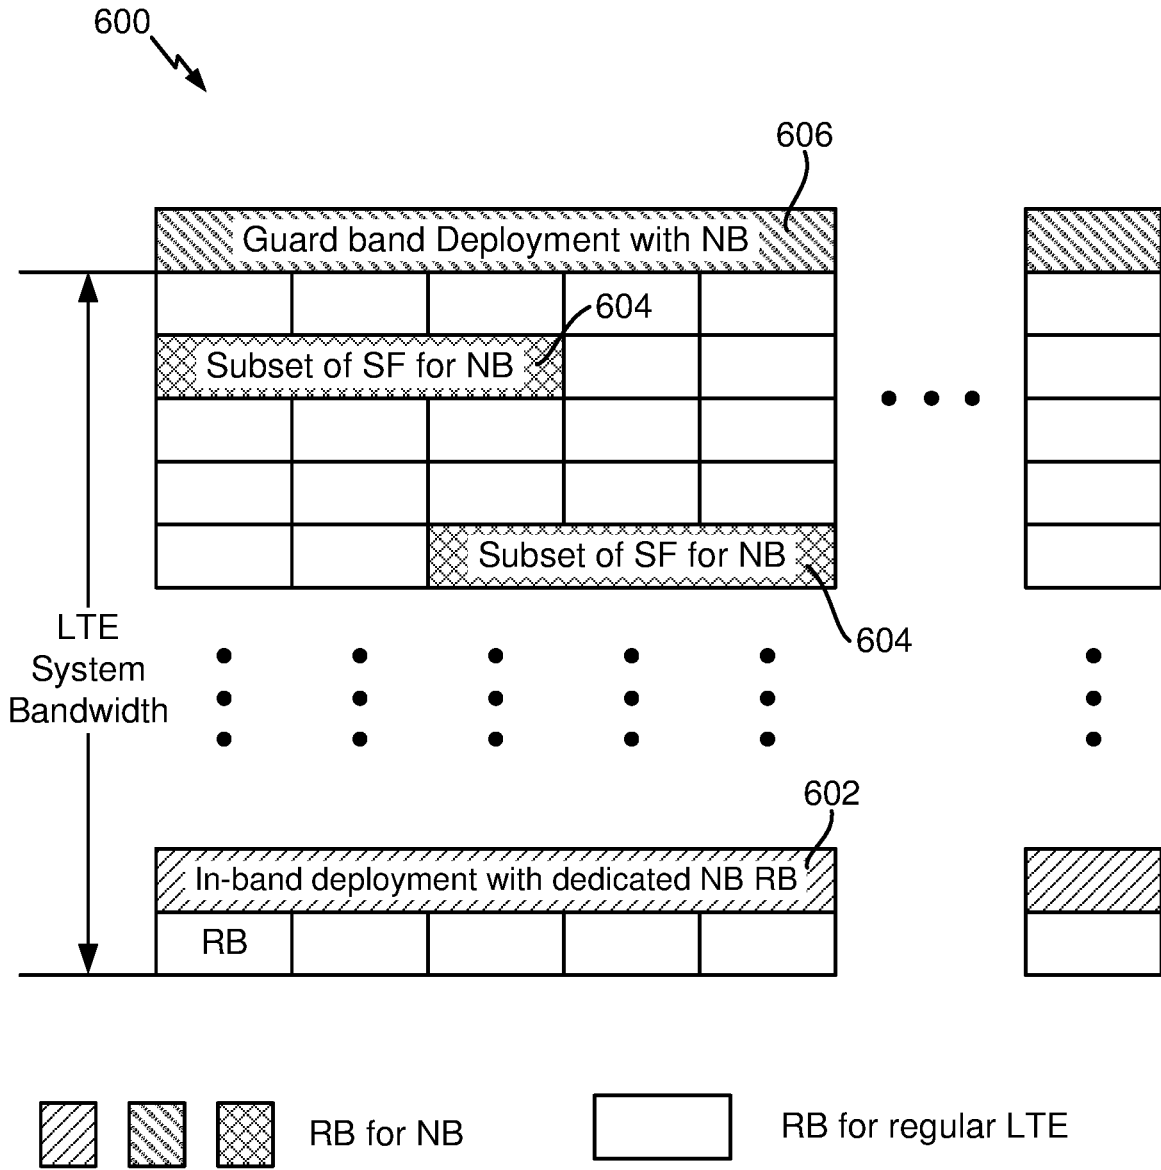 600
606
Guard band Deployment with NB
604
Subset of SF for NB
Subset of SF for NB
604
LTE
System
Bandwidth
602
In-band deployment with dedicated NB RB
RB
RB for NB
RB for regular LTE